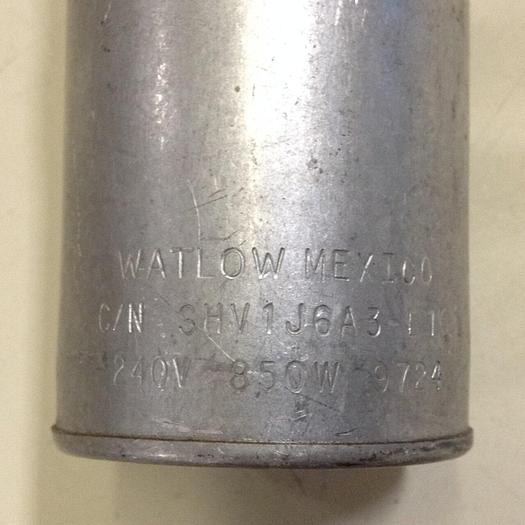 WATLOW MEXICO
C/N SHV1J6A3
240V 850W 9724